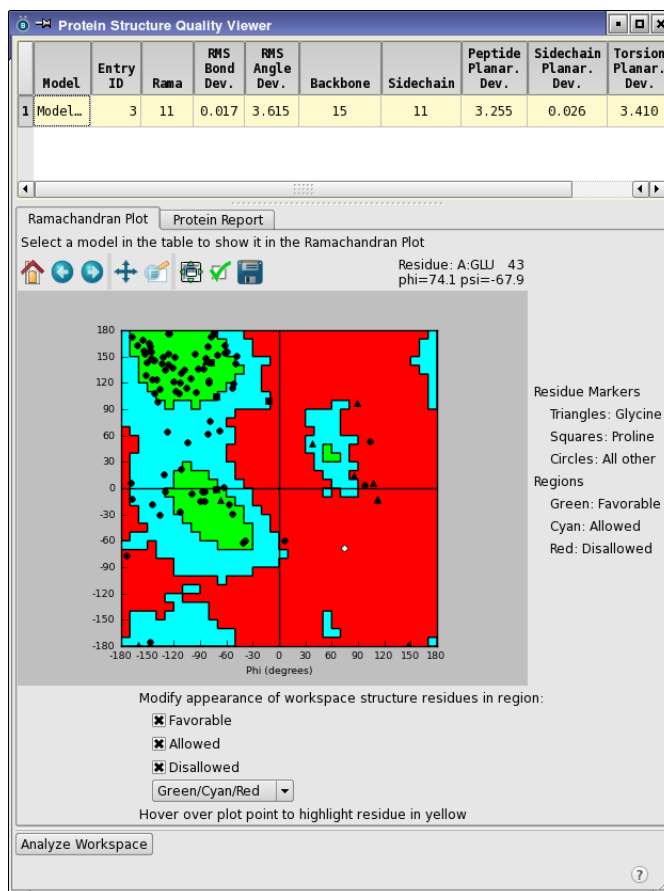 Protein Structure Quality Viewer
Model Entry ID Rama RMS Bond Dev. RMS Angle Dev. Backbone Sidechain Peptide Planar. Dev. Sidechain Planar. Dev. Torsion Planar. Dev.
1 Model... 3 11 0.017 3.615 15 11 3.255 0.026 3.410
Ramachandran Plot Protein Report
Select a model in the table to show it in the Ramachandran Plot
Residue: A:GLU 43
phi=74.1 psi=-67.9
180
150
120
90
60
30
0
-30
-60
-90
-120
-150
-180
-180 -150 -120 -90 -60 -30 0 30 60 90 120 150 180
Phi (degrees)
Residue Markers
Triangles: Glycine
Squares: Proline
Circles: All other
Regions
Green: Favorable
Cyan: Allowed
Red: Disallowed
Modify appearance of workspace structure residues in region:
Favorable
Allowed
Disallowed
Green/Cyan/Red
Hover over plot point to highlight residue in yellow
Analyze Workspace
?